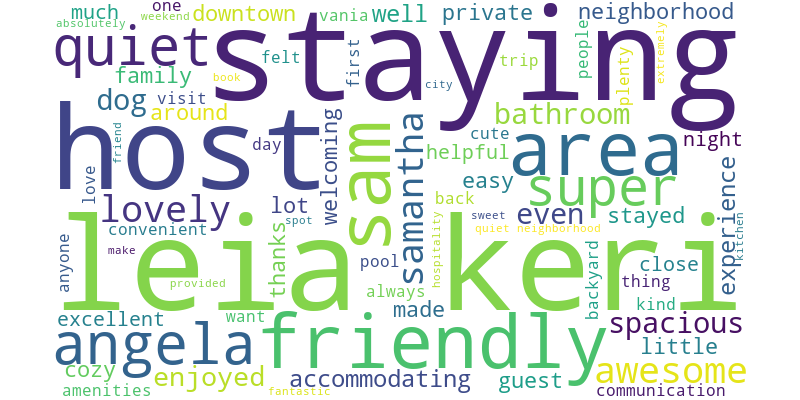 much
one
weekend
absolutely
downtown
vania
well
private
neighborhood
quiet
staying
felt
first
people
trip
plenty
extremely
family
book
city
dog
visit
around
host
friend
day
welcoming
sam
samantha
bathroom
cute
helpful
area
night
love
lovely
lot
spot
easy
super
back
sweet
even
stayed
experience
kitchen
convenient
quiet neighborhood
anyone
make
leia
keri
thanks
pool
hospitality
backyard
close
thing
provided
always
kind
excellent
want
made
spacious
angela
friendly
little
cozy
enjoyed
accommodating
guest
awesome
amenities
fantastic
communication